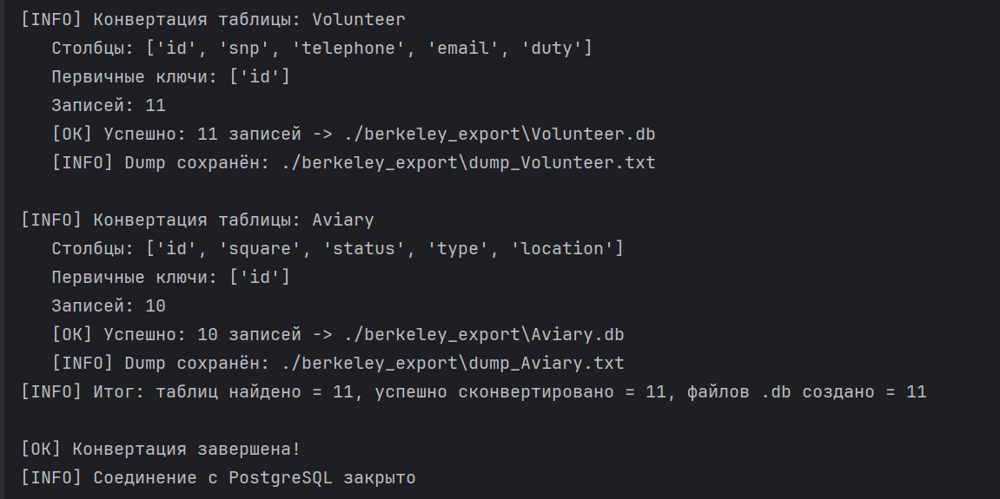 [INFO] Конвертация таблицы: Volunteer
Столбцы: ['id', 'snp', 'telephone', 'email', 'duty']
Первичные ключи: ['id']
Записей: 11
[OK] Успешно: 11 записей -> ./berkeley_export\Volunteer.db
[INFO] Dump сохранён: ./berkeley_export\dump_Volunteer.txt
[INFO] Конвертация таблицы: Aviary
Столбцы: ['id', 'square', 'status', 'type', 'location']
Первичные ключи: ['id']
Записей: 10
[OK] Успешно: 10 записей -> ./berkeley_export\Aviary.db
[INFO] Dump сохранён: ./berkeley_export\dump_Aviary.txt
[INFO] Итог: таблиц найдено = 11, успешно сконвертировано = 11, файлов .db создано = 11
[OK] Конвертация завершена!
[INFO] Соединение с PostgreSQL закрыто